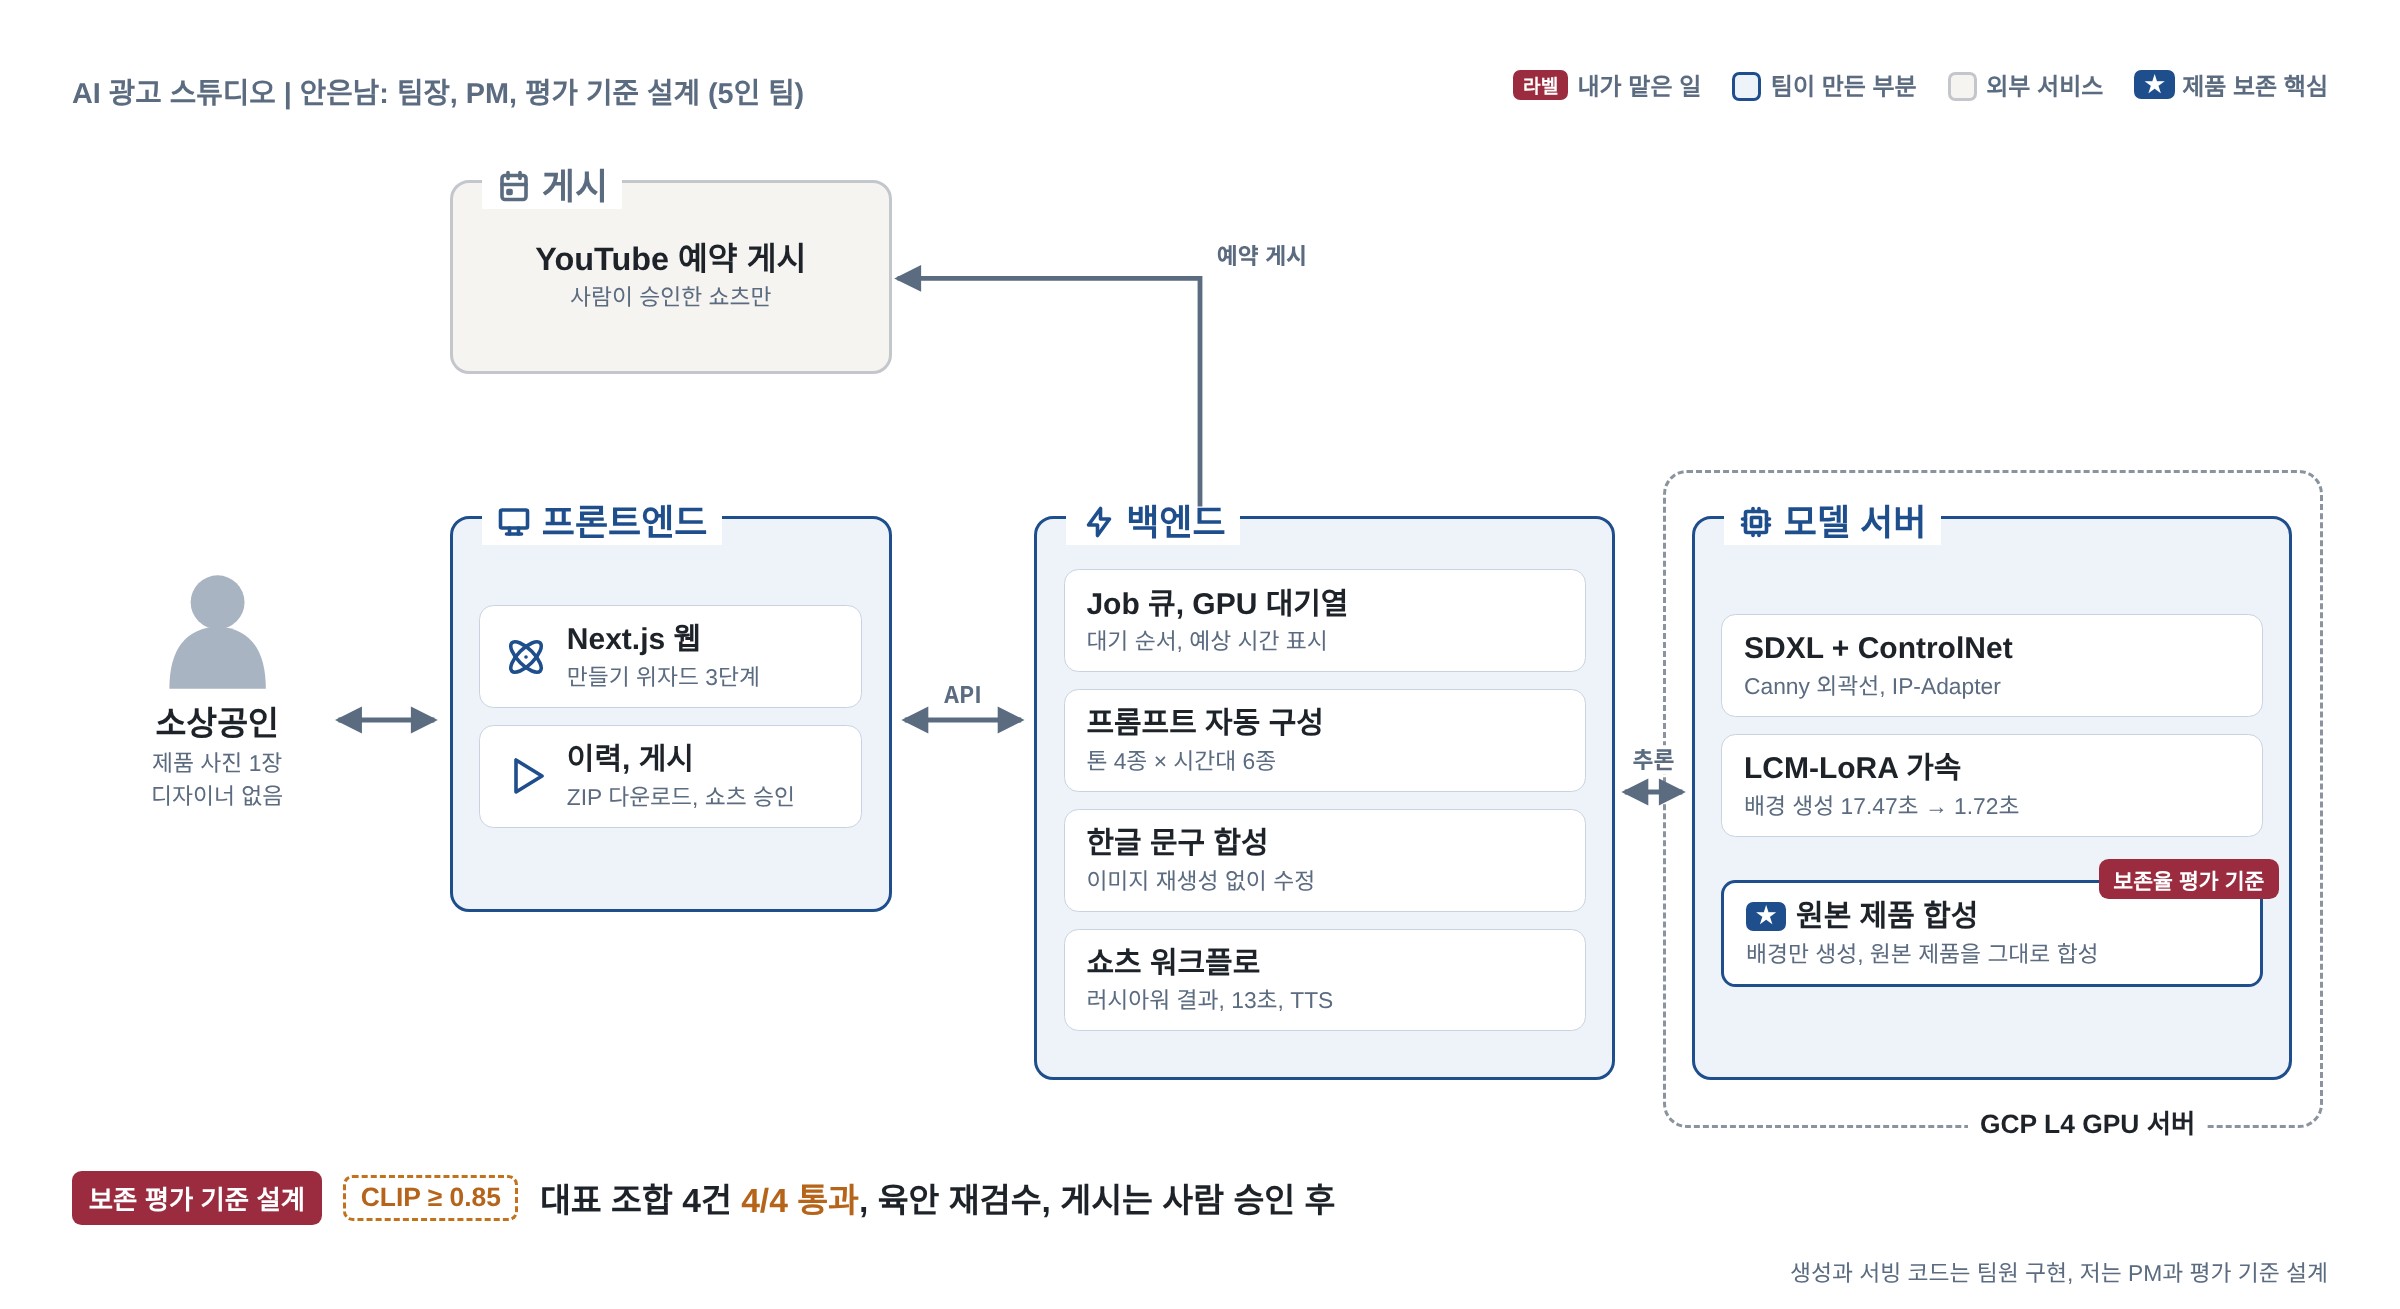 AI 광고 스튜디오 | 안은남: 팀장, PM, 평가 기준 설계 (5인 팀)
라벨 내가 맡은 일
팀이 만든 부분
외부 서비스
★ 제품 보존 핵심
게시
YouTube 예약 게시
사람이 승인한 쇼츠만
예약 게시
소상공인
제품 사진 1장
디자이너 없음
프론트엔드
Next.js 웹
만들기 위자드 3단계
이력, 게시
ZIP 다운로드, 쇼츠 승인
API
백엔드
Job 큐, GPU 대기열
대기 순서, 예상 시간 표시
프롬프트 자동 구성
톤 4종 × 시간대 6종
한글 문구 합성
이미지 재생성 없이 수정
쇼츠 워크플로
러시아워 결과, 13초, TTS
추론
모델 서버
SDXL + ControlNet
Canny 외곽선, IP-Adapter
LCM-LoRA 가속
배경 생성 17.47초 → 1.72초
보존율 평가 기준
★ 원본 제품 합성
배경만 생성, 원본 제품을 그대로 합성
GCP L4 GPU 서버
보존 평가 기준 설계
CLIP ≥ 0.85
대표 조합 4건 4/4 통과, 육안 재검수, 게시는 사람 승인 후
생성과 서빙 코드는 팀원 구현, 저는 PM과 평가 기준 설계